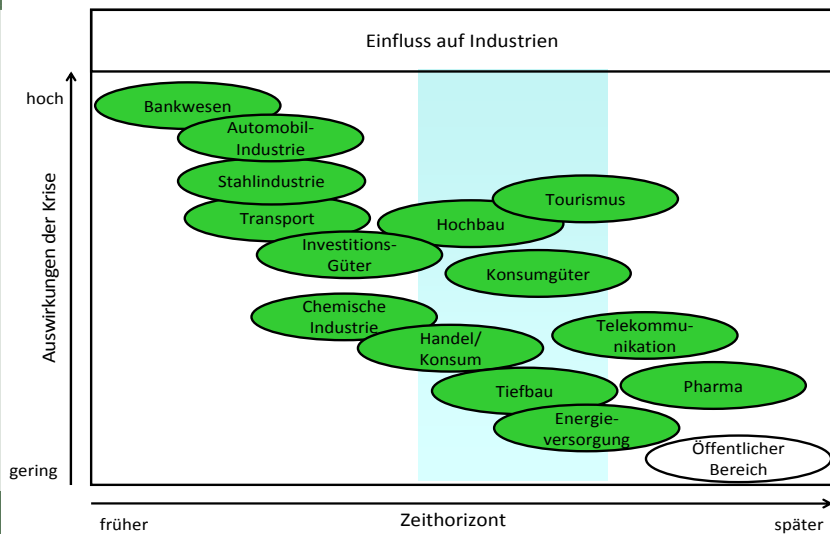 Einfluss auf Industrien
hoch
Bankwesen
Automobil-
Industrie
Stahlindustrie
Tourismus
Transport
Hochbau
Investitions-
Güter
Konsumgüter
Auswirkungen der Krise
Chemische
Industrie
Handel/
Konsum
Telekommu-
nikation
Tiefbau
Pharma
Energie-
versorgung
Öffentlicher
Bereich
gering
früher
Zeithorizont
später